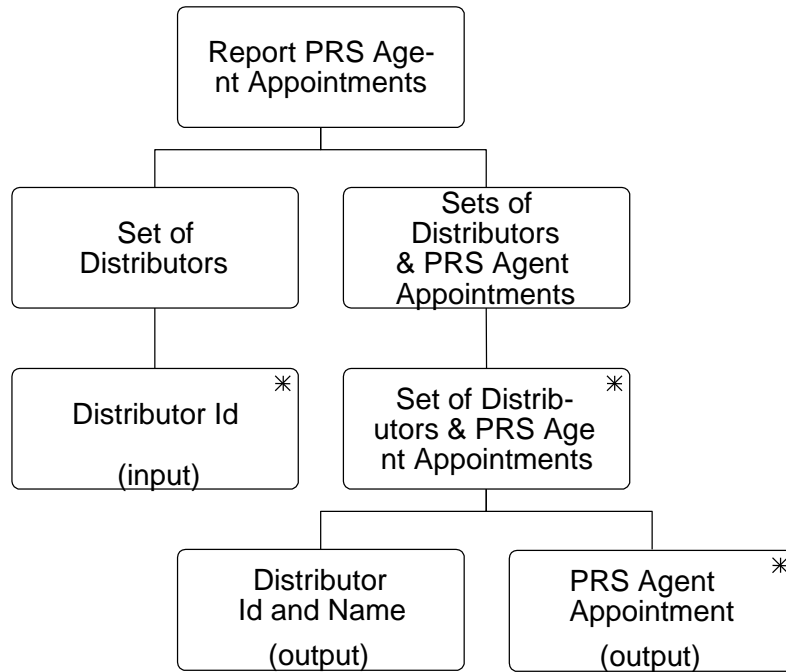 Report PRS Age-
nt Appointments
Set of
Distributors
Sets of
Distributors
& PRS Agent
Appointments
*
Distributor Id
(input)
*
Set of Distrib-
utors & PRS Age
nt Appointments
Distributor
Id and Name
(output)
*
PRS Agent
Appointment
(output)